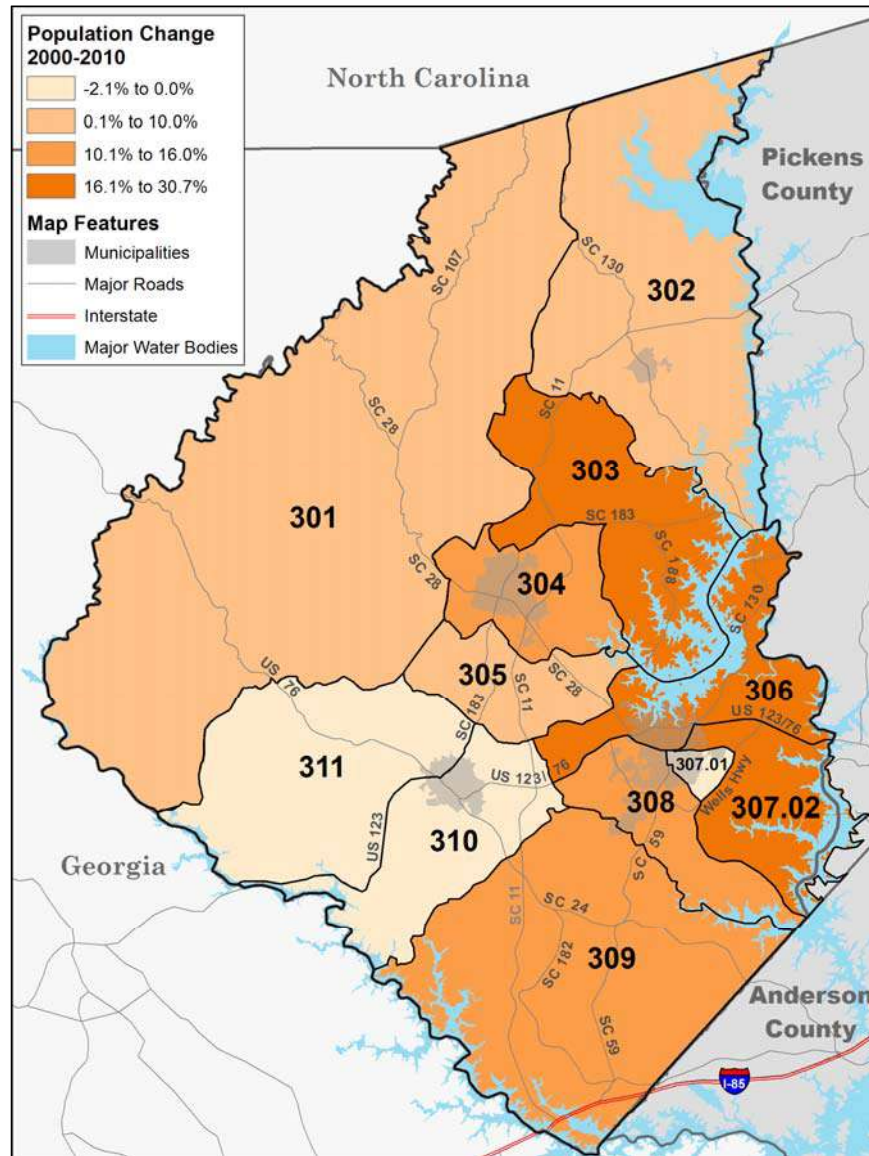 Population Change
2000-2010
-2.1% to 0.0%
0.1% to 10.0%
10.1% to 16.0%
16.1% to 30.7%
Map Features
Municipalities
Major Roads
Interstate
Major Water Bodies
North Carolina
Pickens
County
SC 107
SC 130
302
SC 11
SC 28
303
301
SC 183
SC 188
SC 28
304
SC 130
305
SC 28
SC 11
SC 183
306
US 76
US 123/76
311
307.01
US 123/76
Wells Hwy
308
307.02
310
US 123
SC 59
Georgia
SC 11
SC 24
309
SC 182
Anderson
County
SC 59
I-85